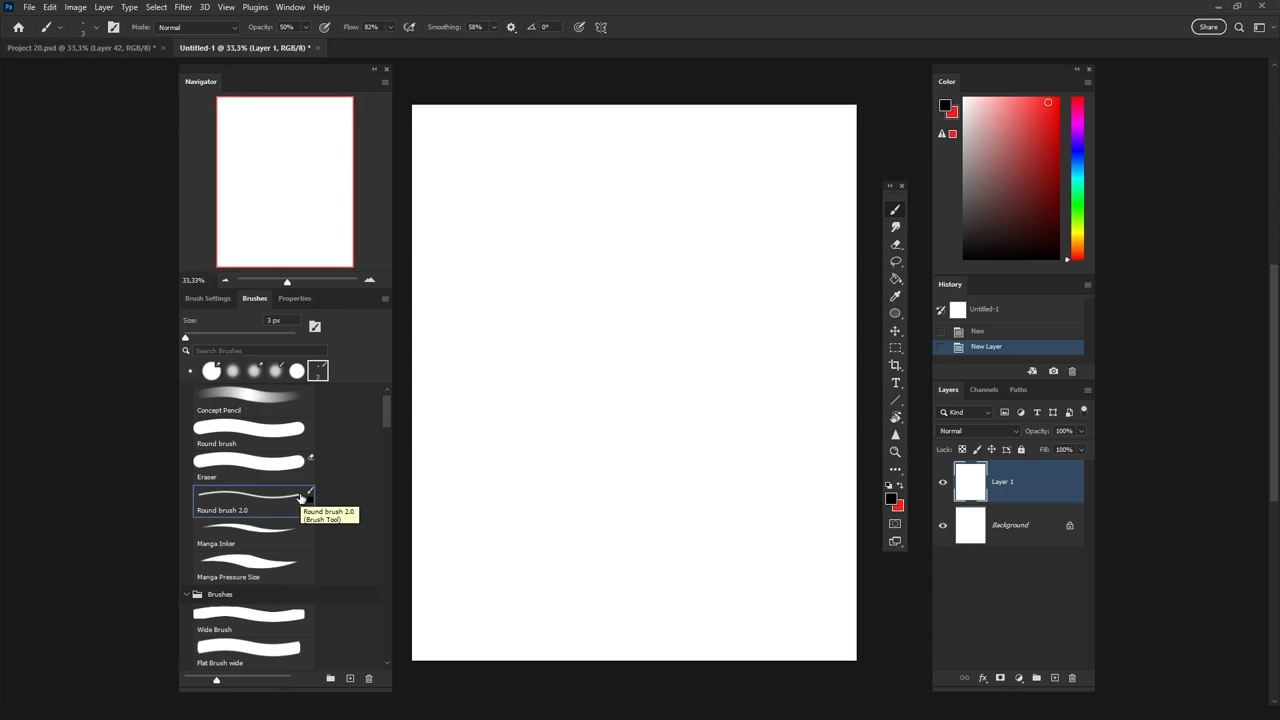 Ps File Edit Image Layer Type Select Filter 3D View Plugins Window Help
3 Mode: Normal Opacity: 50% Flow: 82% Smoothing: 58% 0° Share
Project 20.psd @ 33,3% (Layer 42, RGB/8) * × Untitled-1 @ 33,3% (Layer 1, RGB/8) * ×
Navigator
33,33%
Brush Settings Brushes Properties
Size: 3 px
Search Brushes
3
Concept Pencil
Round brush
Eraser
Round brush 2.0
Round brush 2.0
(Brush Tool)
Manga Inker
Manga Pressure Size
Brushes
Wide Brush
Flat Brush wide
Color
History
Untitled-1
New
New Layer
Layers Channels Paths
Kind
Normal Opacity: 100%
Lock: Fill: 100%
Layer 1
Background